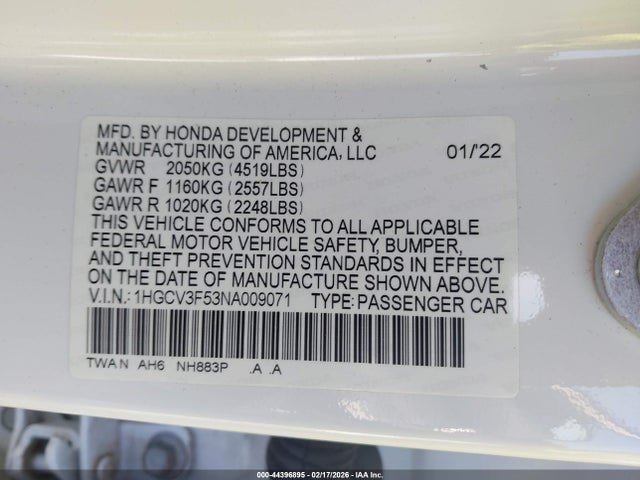 MFD. BY HONDA DEVELOPMENT &
MANUFACTURING OF AMERICA, LLC 01/'22
GVWR 2050KG (4519LBS)
GAWR F 1160KG (2557LBS)
GAWR R 1020KG (2248LBS)
THIS VEHICLE CONFORMS TO ALL APPLICABLE
FEDERAL MOTOR VEHICLE SAFETY, BUMPER,
AND THEFT PREVENTION STANDARDS IN EFFECT
ON THE DATE OF MANUFACTURE SHOWN ABOVE.
V.I.N.: 1HGCV3F53NA009071 TYPE: PASSENGER CAR
TWAN AH6 NH883P .A .A
000-44396895 - 02/17/2026 - IAA Inc.